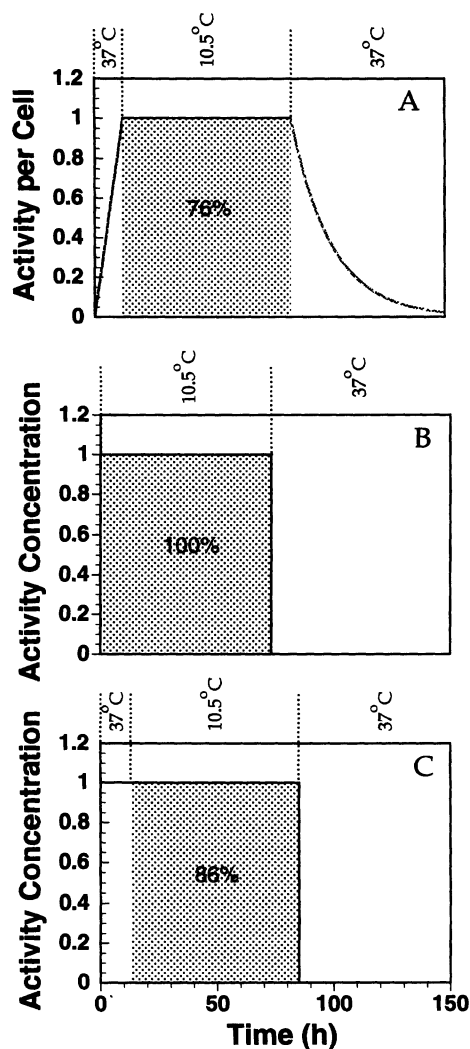 37°C 10.5°C 37°C
A
Activity per Cell
1.2
1
0.8
0.6
0.4
0.2
0
76%
10.5°C 37°C
B
Activity Concentration
1.2
1
0.8
0.6
0.4
0.2
0
100%
37°C 10.5°C 37°C
C
Activity Concentration
1.2
1
0.8
0.6
0.4
0.2
0
86%
0 50 100 150
Time (h)